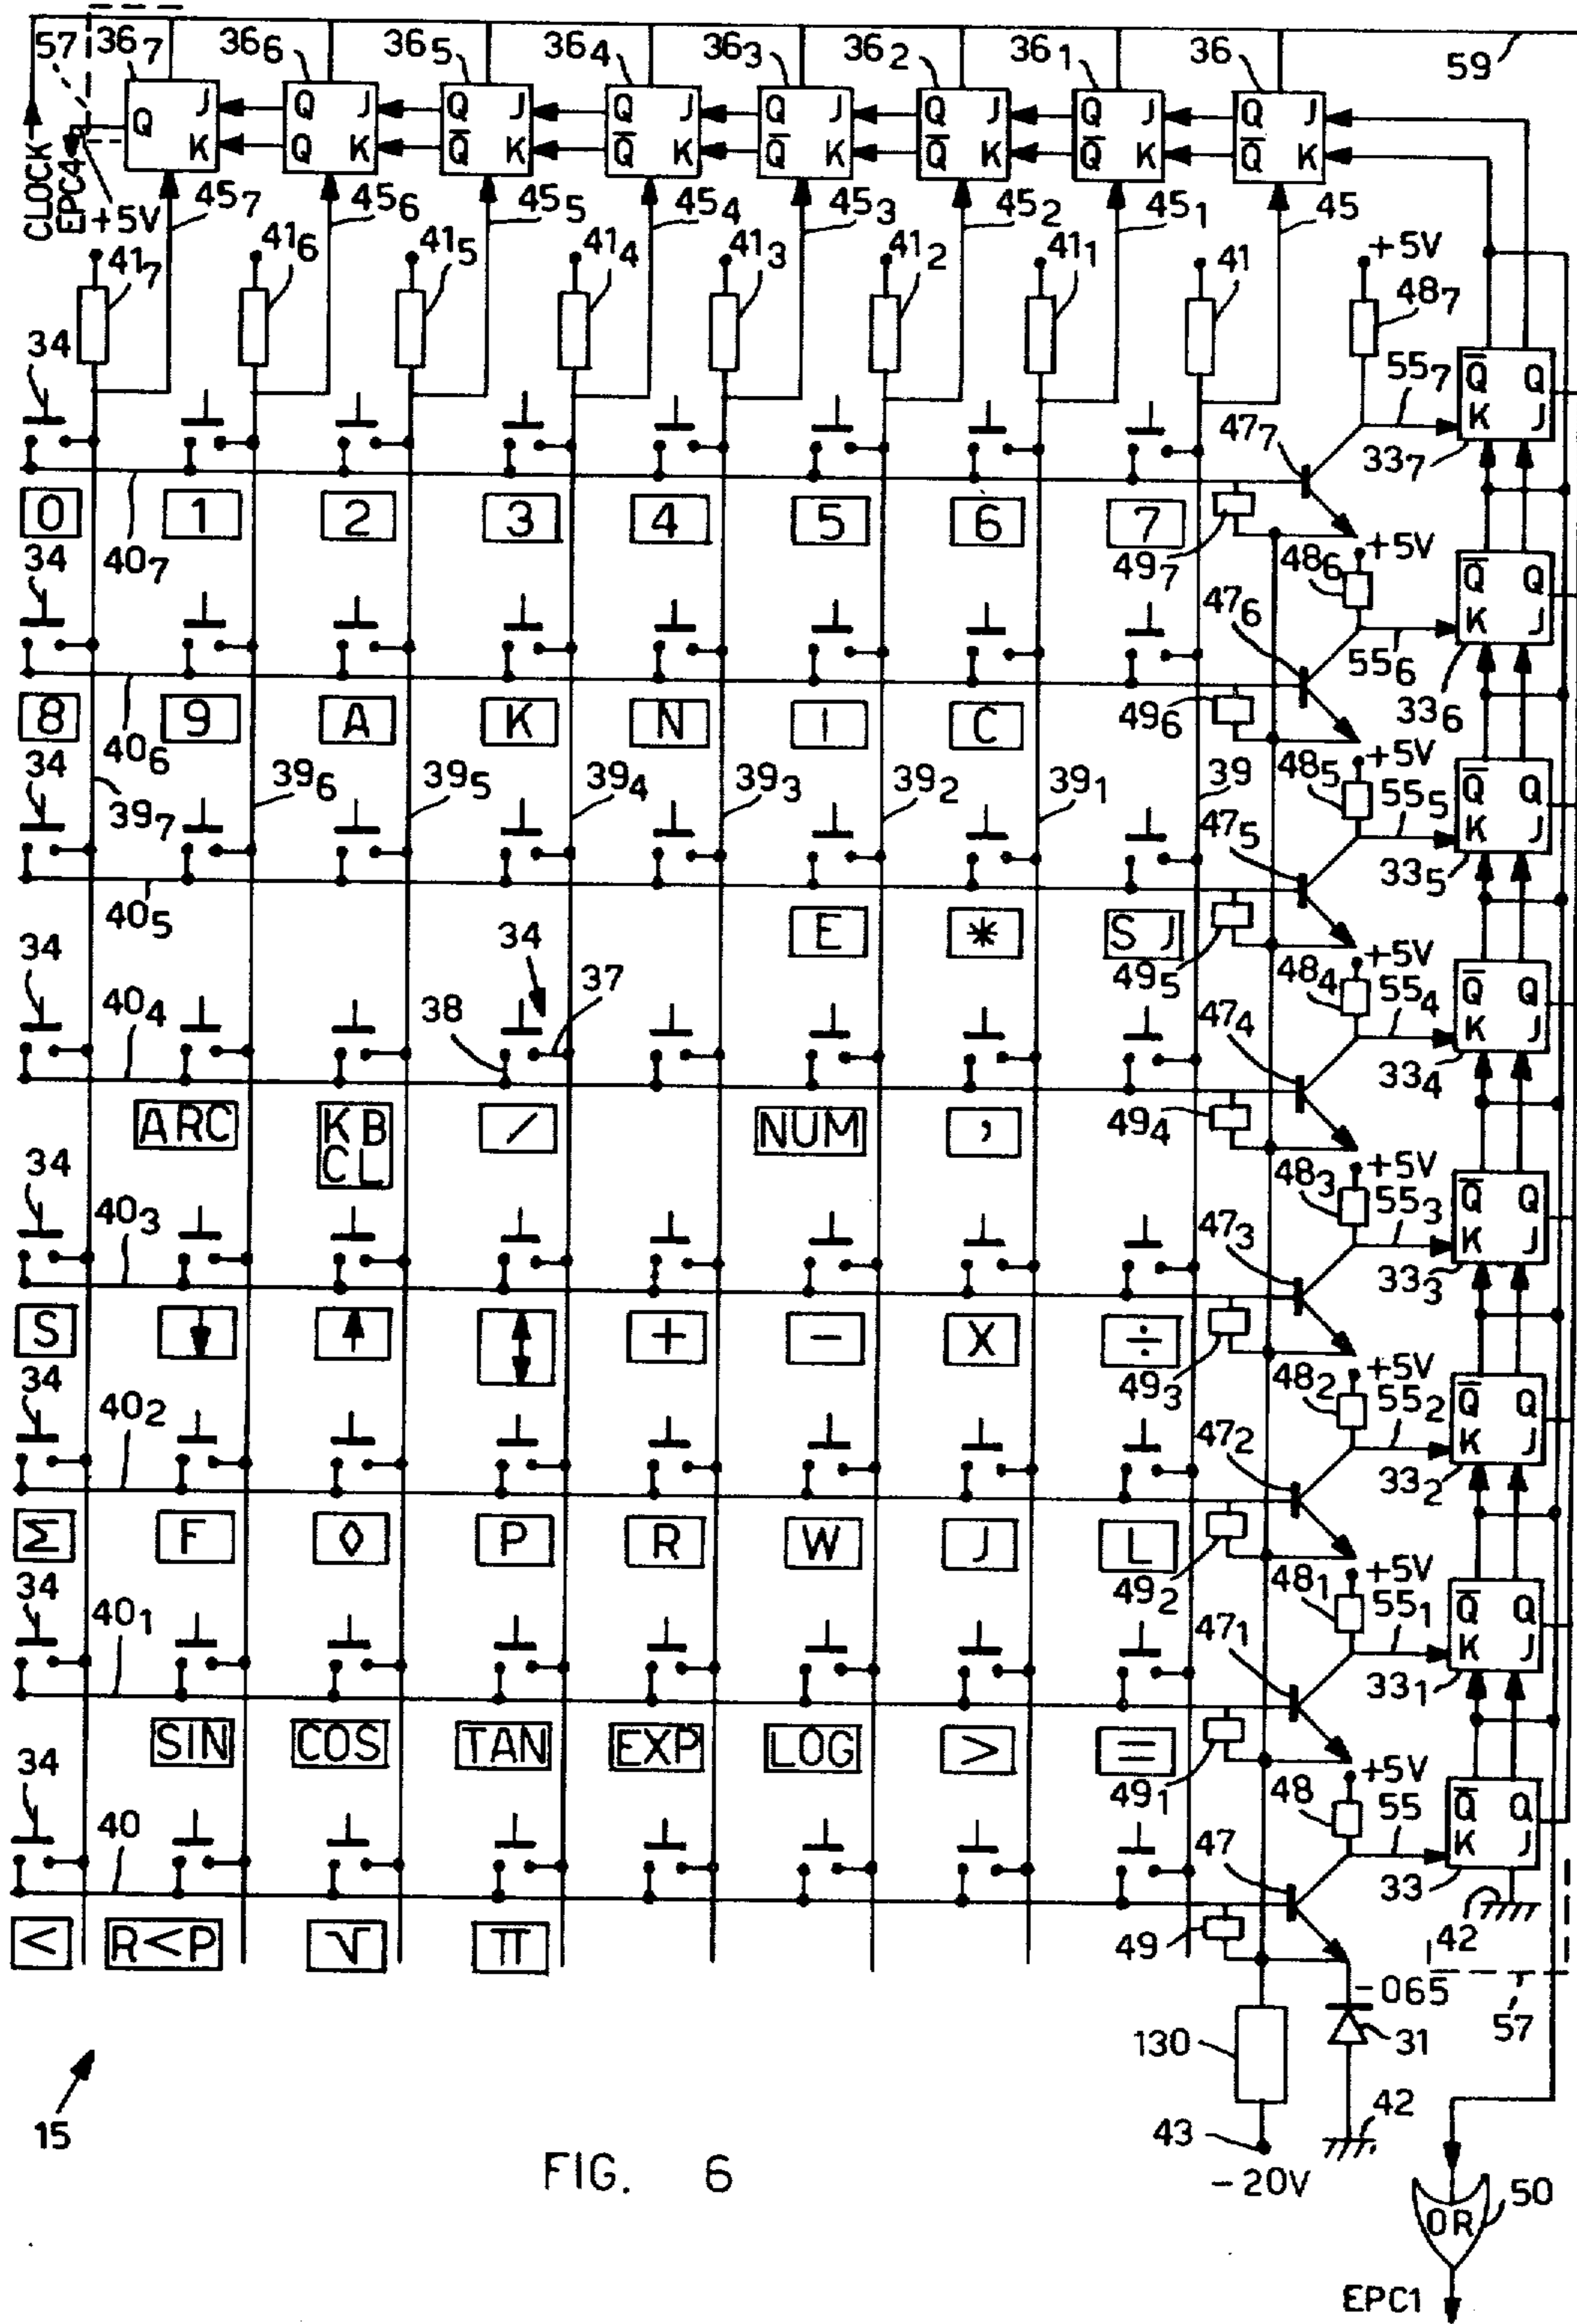 57 36₇ 36₆ 36₅ 36₄ 36₃ 36₂ 36₁ 36 59
Q J K Q Q J K Q Q̅ J K Q Q̅ J K Q Q̅ J K Q Q̅ J K Q Q̅ J K Q Q̅ J K
CLOCK
EPC4
+5V 45₇ 45₆ 45₅ 45₄ 45₃ 45₂ 45₁ 45
41₇ 41₆ 41₅ 41₄ 41₃ 41₂ 41₁ 41 +5V
48₇
34 55₇ Q̅ Q
K J
47₇ 33₇
0 1 2 3 4 5 6 7
40₇ 49₇ +5V
34 48₆ Q̅ Q
47₆ K J
55₆
8 9 A K N I C 49₆ 33₆
40₆
34 39₇ 39₆ 39₅ 39₄ 39₃ 39₂ 39₁ 39 48₅ +5V
55₅ Q̅ Q
47₅ K J
33₅
40₅ E * SJ 49₅
34 34 +5V
40₄ 38 37 48₄ 55₄ Q̅ Q
47₄ K J
33₄
ARC KB / NUM , 49₄
CL
34 +5V
40₃ 48₃ 55₃ Q̅ Q
47₃ K J
33₃
S ↓ ↑ ↕ + - X ÷ 49₃
34 +5V
40₂ 48₂ 55₂ Q̅ Q
47₂ K J
33₂
M F ◊ P R W J L 49₂
34 +5V
40₁ 48₁ 55₁ Q̅ Q
47₁ K J
33₁
SIN COS TAN EXP LOG > = 49₁
34 +5V
40 48 55 Q̅ Q
47 K J
33
42
< R<P √ π 49
-065
57
130 31
15 43 42
-20V
FIG. 6
OR 50
EPC1